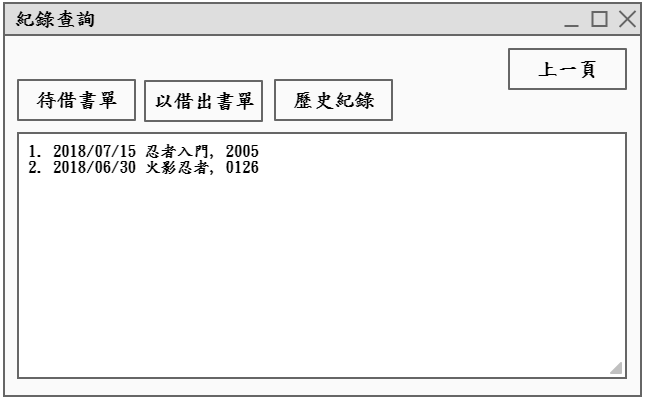 紀錄查詢
上一頁
待借書單
以借出書單
歷史紀錄
1. 2018/07/15 忍者入門, 2005
2. 2018/06/30 火影忍者, 0126